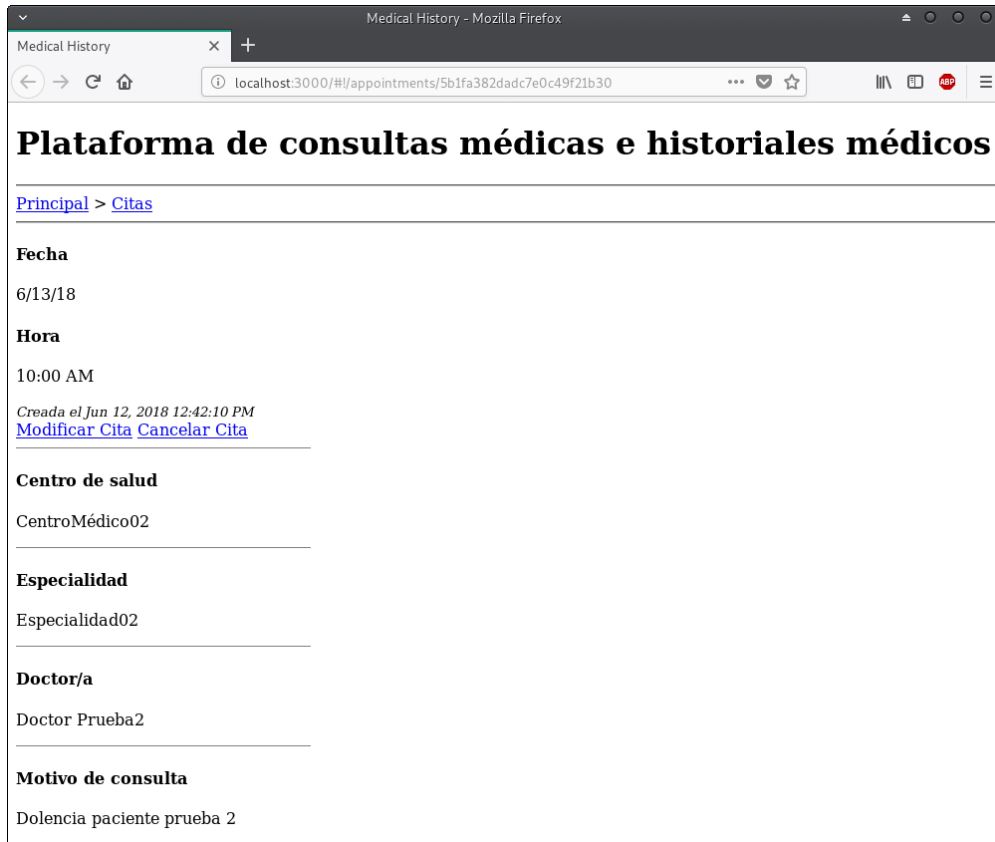 Medical History - Mozilla Firefox
Medical History
localhost:3000/#!/appointments/5b1fa382dadc7e0c49f21b30
ABP
Plataforma de consultas médicas e historiales médicos
Principal > Citas
Fecha
6/13/18
Hora
10:00 AM
Creada el Jun 12, 2018 12:42:10 PM
Modificar Cita Cancelar Cita
Centro de salud
CentroMédico02
Especialidad
Especialidad02
Doctor/a
Doctor Prueba2
Motivo de consulta
Dolencia paciente prueba 2